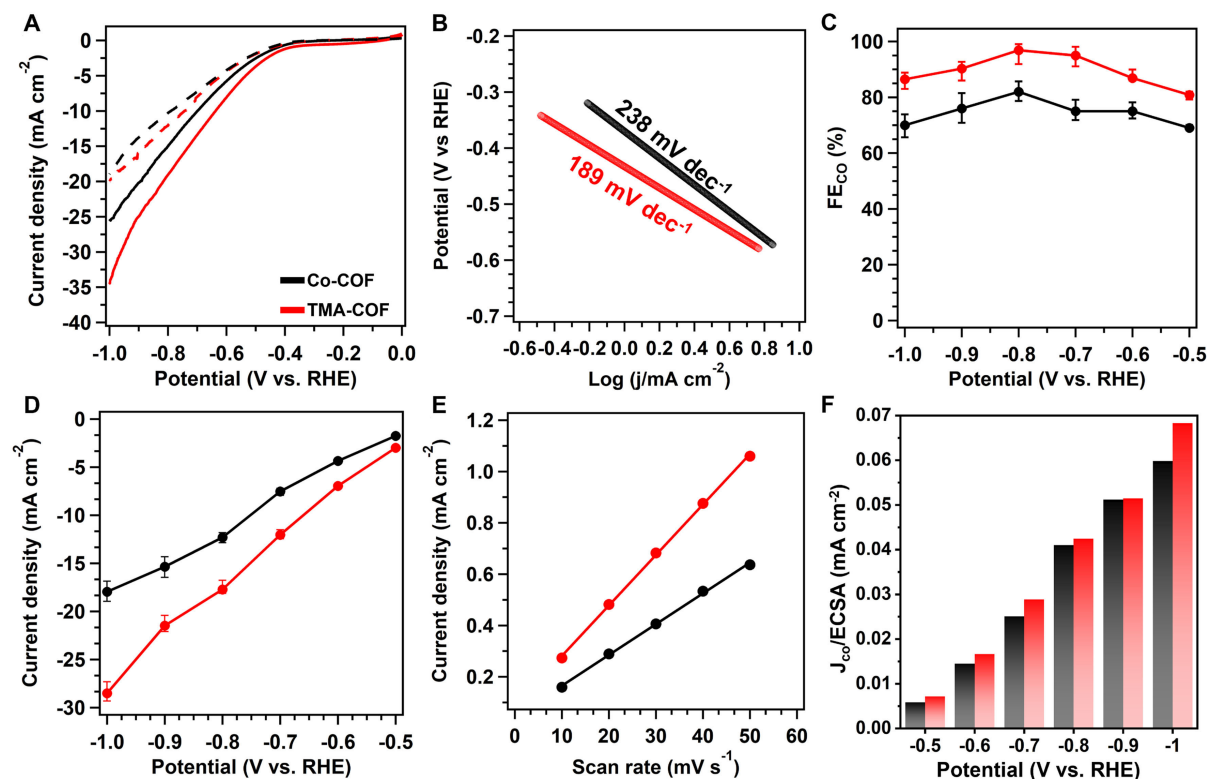 A
Current density (mA cm-2)
0
-5
-10
-15
-20
-25
-30
-35
-40
Co-COF
TMA-COF
-1.0 -0.8 -0.6 -0.4 -0.2 0.0
Potential (V vs. RHE)
B
Potential (V vs RHE)
-0.2
-0.3
-0.4
-0.5
-0.6
-0.7
238 mV dec-1
189 mV dec-1
-0.6 -0.4 -0.2 0.0 0.2 0.4 0.6 0.8 1.0
Log (j/mA cm-2)
C
FECO (%)
100
80
60
40
20
0
-1.0 -0.9 -0.8 -0.7 -0.6 -0.5
Potential (V vs. RHE)
D
Current density (mA cm-2)
0
-5
-10
-15
-20
-25
-30
-1.0 -0.9 -0.8 -0.7 -0.6 -0.5
Potential (V vs. RHE)
E
Current density (mA cm-2)
1.2
1.0
0.8
0.6
0.4
0.2
0 10 20 30 40 50 60
Scan rate (mV s-1)
F
Jco/ECSA (mA cm-2)
0.07
0.06
0.05
0.04
0.03
0.02
0.01
0.00
-0.5 -0.6 -0.7 -0.8 -0.9 -1
Potential (V vs. RHE)